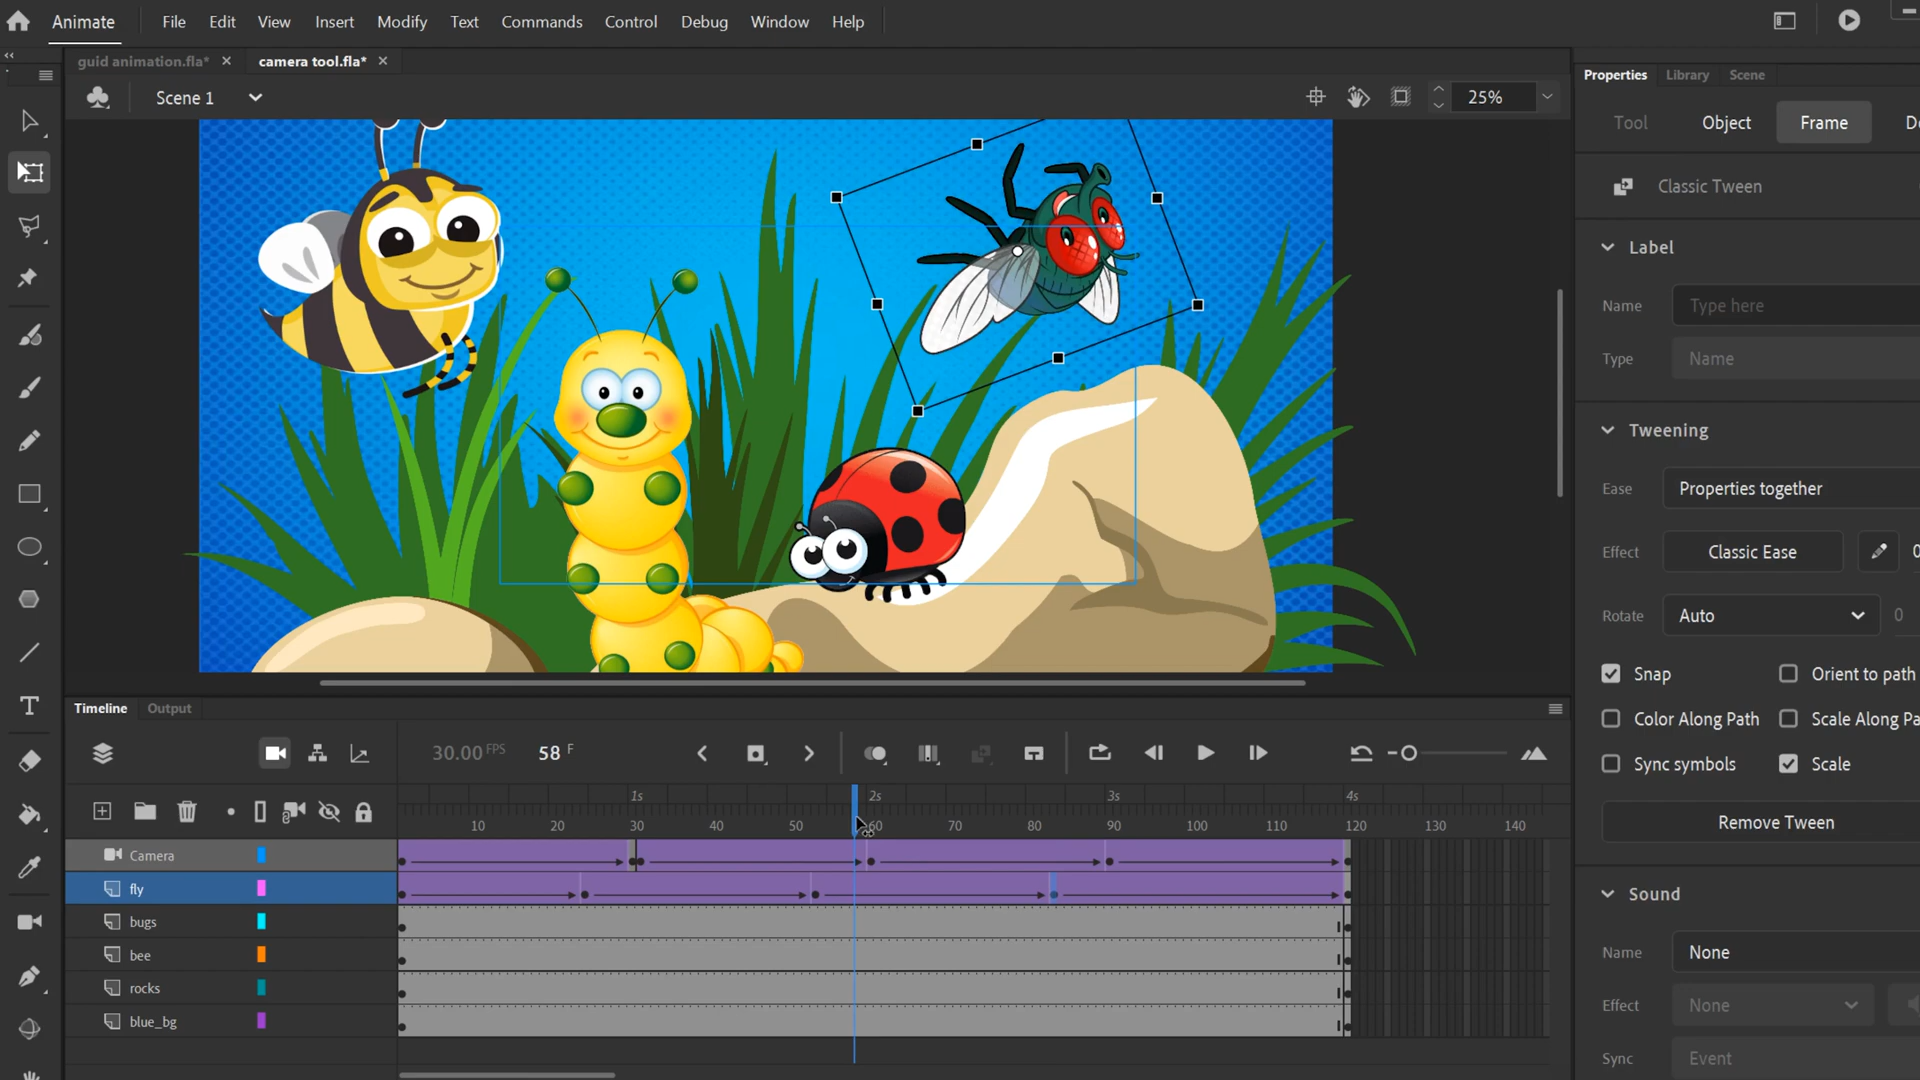 Animate File Edit View Insert Modify Text Commands Control Debug Window Help
guid animation.fla* camera tool.fla*
Scene 1 25%
Properties Library Scene
Tool Object Frame
Classic Tween
Label
Name Type here
Type Name
Tweening
Ease Properties together
Effect Classic Ease
Rotate Auto 0
Snap Orient to path
Color Along Path Scale Along Pa
Sync symbols Scale
Remove Tween
Sound
Name None
Effect None
Sync Event
Timeline Output
30.00 FPS 58 F
1s 2s 3s 4s
10 20 30 40 50 60 70 80 90 100 110 120 130 140
Camera
fly
bugs
bee
rocks
blue_bg